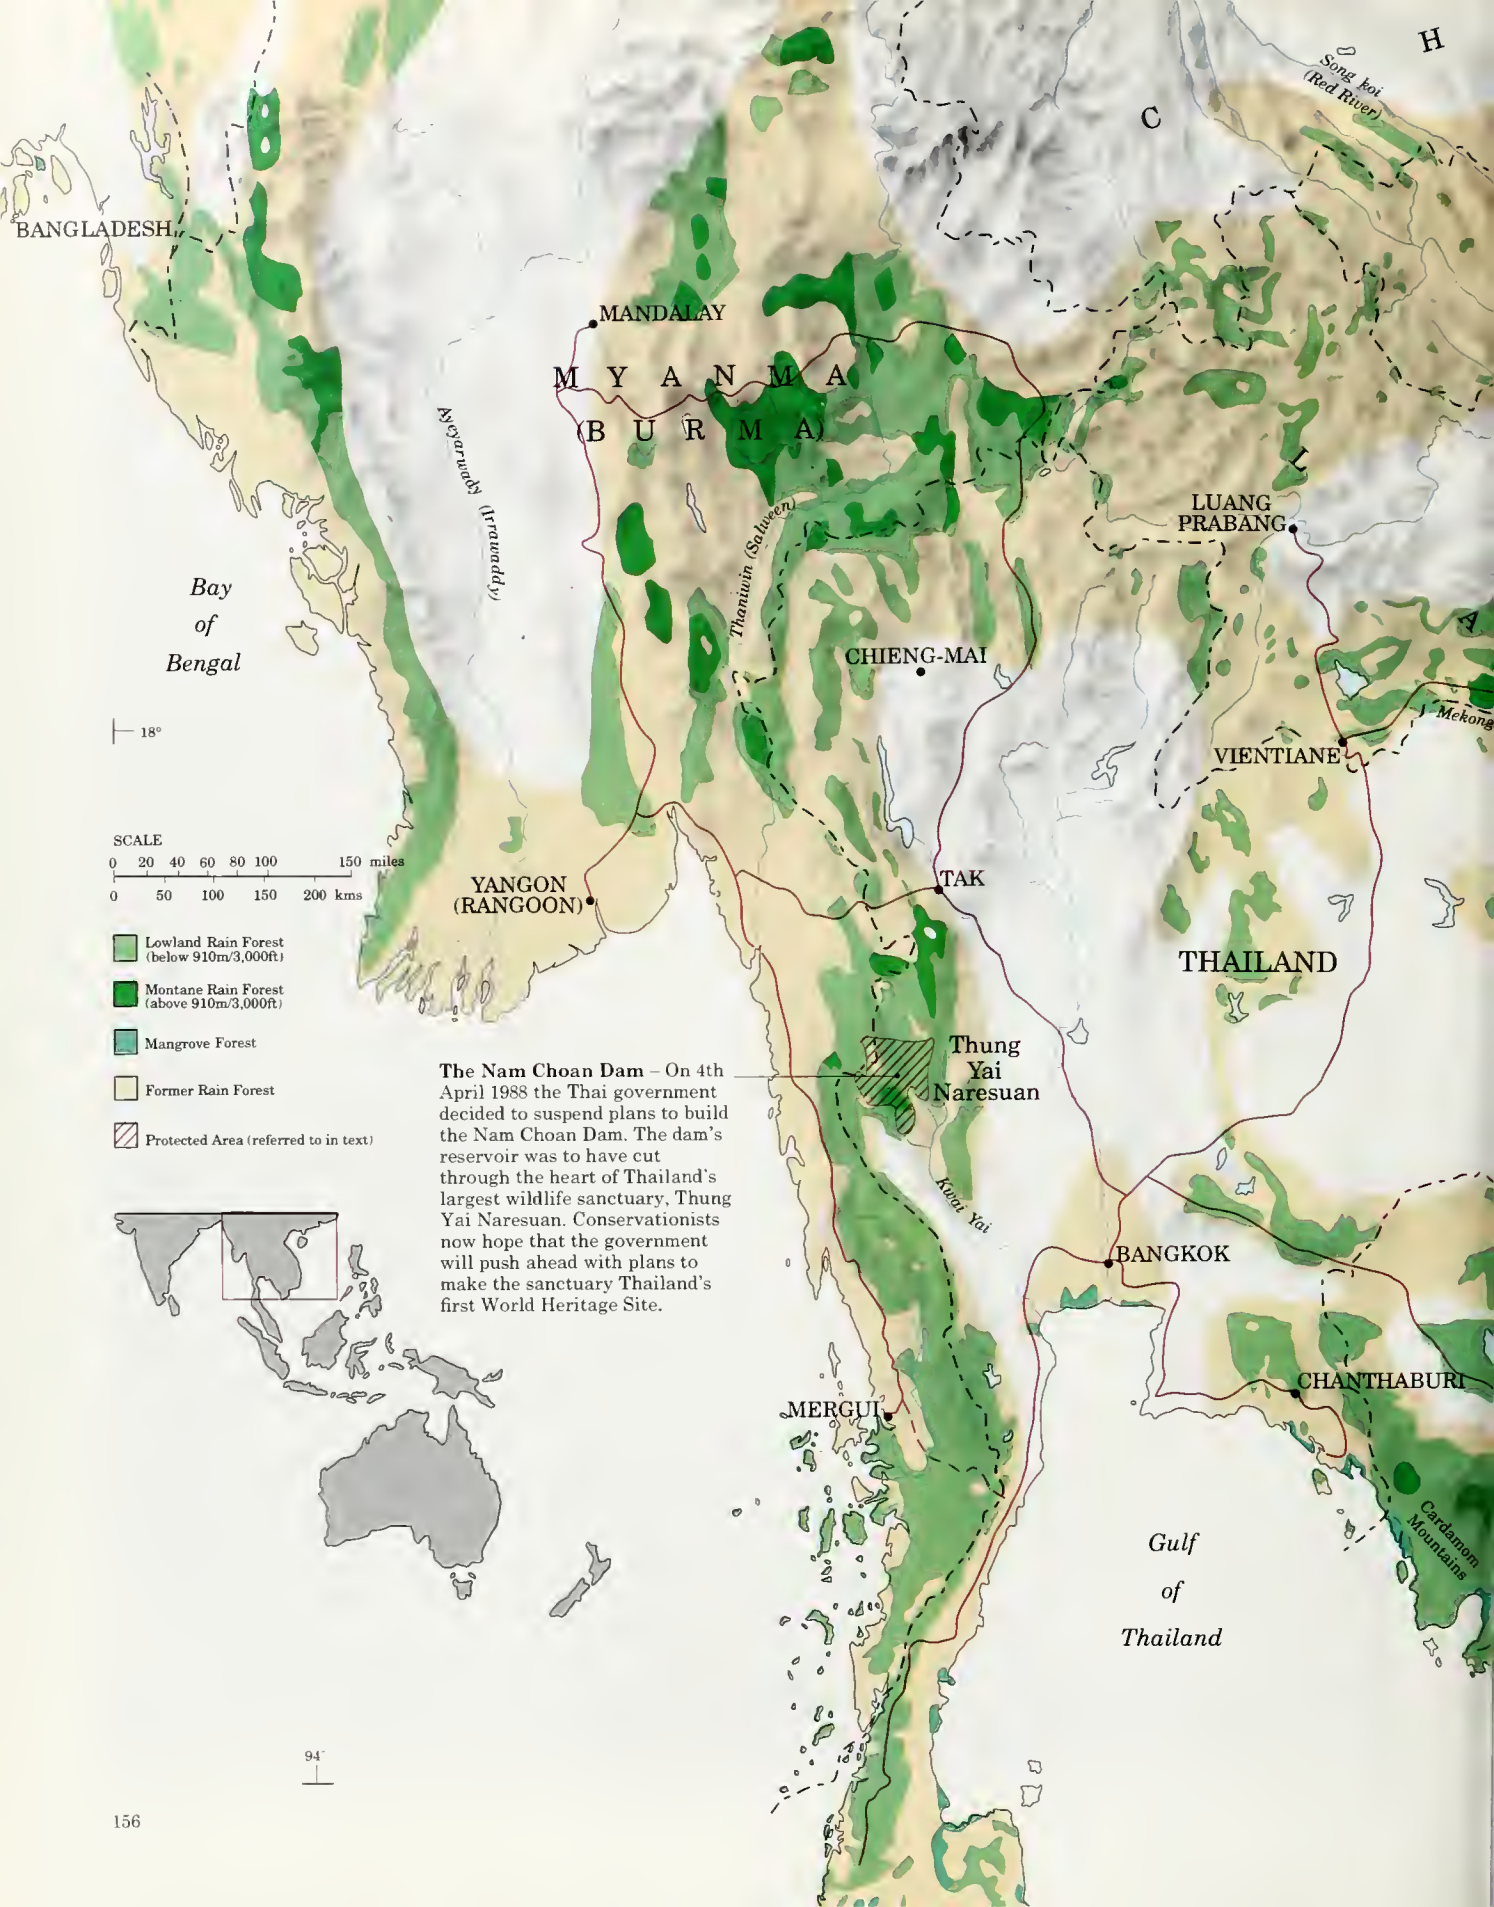 H
Song koi
(Red River)
C
BANGLADESH
MANDALAY
M Y A N M A
(B U R M A)
Ayeyarwady (Irrawaddy)
Thaniwin (Salween)
L
LUANG
PRABANG
Bay
of
Bengal
A
CHIENG-MAI
Mekong
18°
VIENTIANE
SCALE
0 20 40 60 80 100 150 miles
0 50 100 150 200 kms
YANGON
(RANGOON)
TAK
THAILAND
Lowland Rain Forest
(below 910m/3,000ft)
Montane Rain Forest
(above 910m/3,000ft)
Mangrove Forest
Former Rain Forest
Protected Area (referred to in text)
Thung
Yai
Naresuan
The Nam Choan Dam – On 4th
April 1988 the Thai government
decided to suspend plans to build
the Nam Choan Dam. The dam's
reservoir was to have cut
through the heart of Thailand's
largest wildlife sanctuary, Thung
Yai Naresuan. Conservationists
now hope that the government
will push ahead with plans to
make the sanctuary Thailand's
first World Heritage Site.
Kwai Yai
BANGKOK
CHANTHABURI
MERGUI
Cardamom
Mountains
Gulf
of
Thailand
94°
156